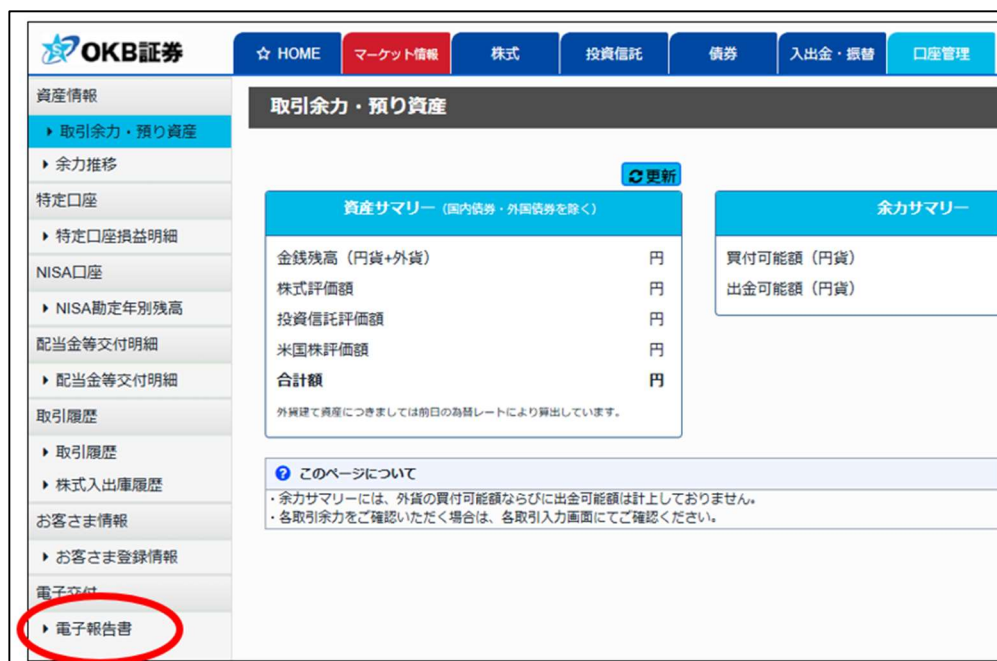 OKB証券
HOME マーケット情報 株式 投資信託 債券 入出金・振替 口座管理
資産情報
取引余力・預り資産
余力推移
特定口座
特定口座損益明細
NISA口座
NISA勘定年別残高
配当金等交付明細
配当金等交付明細
取引履歴
取引履歴
株式入出庫履歴
お客さま情報
お客さま登録情報
電子交付
電子報告書
取引余力・預り資産
更新
資産サマリー（国内債券・外国債券を除く）
金銭残高（円貨+外貨） 円
株式評価額 円
投資信託評価額 円
米国株評価額 円
合計額 円
外貨建て資産につきましては前日の為替レートにより算出しています。
余力サマリー
買付可能額（円貨）
出金可能額（円貨）
このページについて
・余力サマリーには、外貨の買付可能額ならびに出金可能額は計上しておりません。
・各取引余力をご確認いただく場合は、各取引入力画面にてご確認ください。